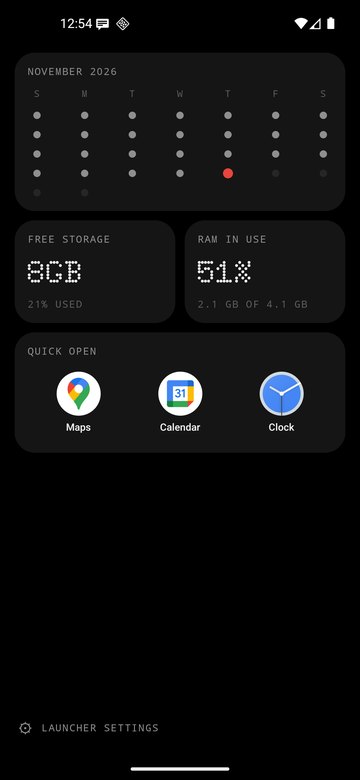 12:54
NOVEMBER 2026
S M T W T F S
FREE STORAGE
8GB
21% USED
RAM IN USE
51%
2.1 GB OF 4.1 GB
QUICK OPEN
31
Maps Calendar Clock
LAUNCHER SETTINGS